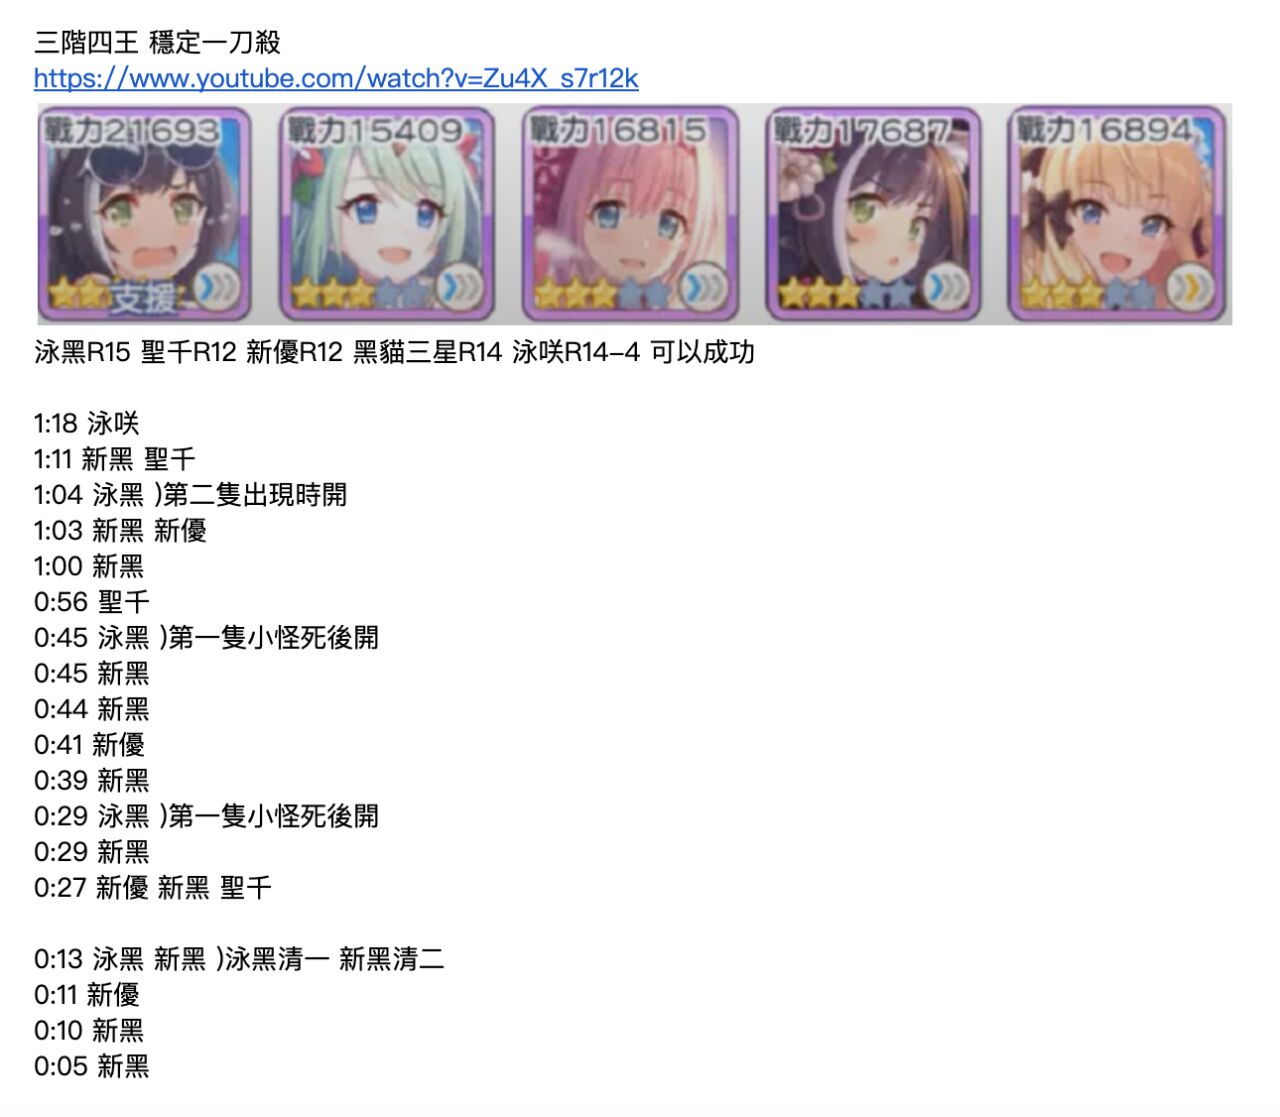 三階四王 穩定一刀殺
https://www.youtube.com/watch?v=Zu4X_s7r12k
戰力21693 戰力15409 戰力16815 戰力17687 戰力16894
支援
泳黑R15 聖千R12 新優R12 黑貓三星R14 泳咲R14-4 可以成功
1:18 泳咲
1:11 新黑 聖千
1:04 泳黑 )第二隻出現時開
1:03 新黑 新優
1:00 新黑
0:56 聖千
0:45 泳黑 )第一隻小怪死後開
0:45 新黑
0:44 新黑
0:41 新優
0:39 新黑
0:29 泳黑 )第一隻小怪死後開
0:29 新黑
0:27 新優 新黑 聖千
0:13 泳黑 新黑 )泳黑清一 新黑清二
0:11 新優
0:10 新黑
0:05 新黑